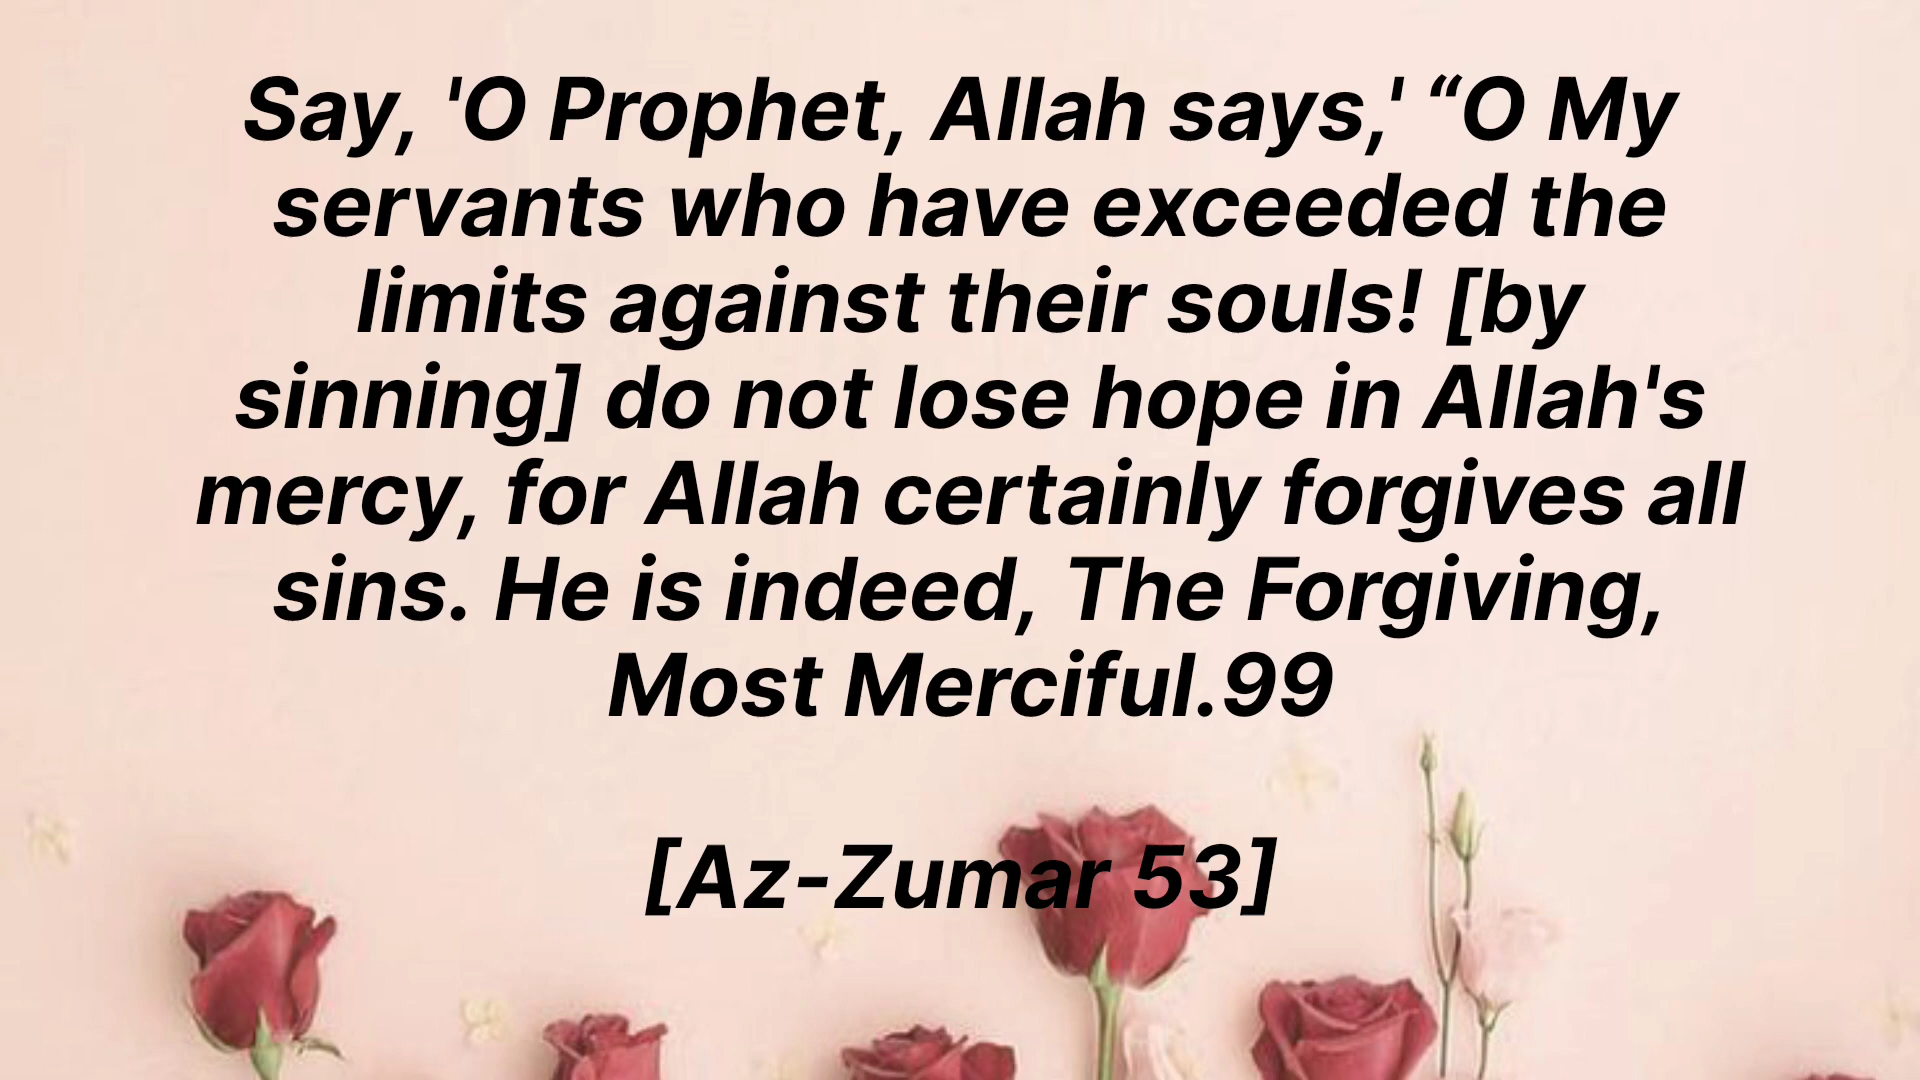 Say, 'O Prophet, Allah says,' “O My
servants who have exceeded the
limits against their souls! [by
sinning] do not lose hope in Allah's
mercy, for Allah certainly forgives all
sins. He is indeed, The Forgiving,
Most Merciful.99
[Az-Zumar 53]